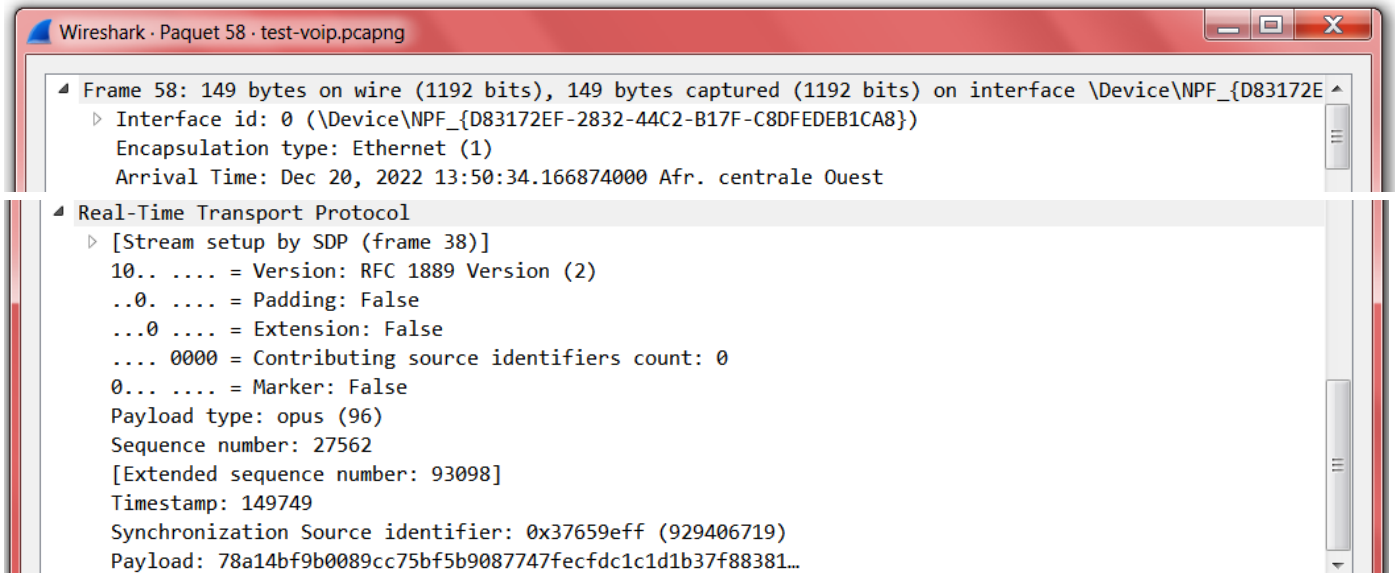 Wireshark · Paquet 58 · test-voip.pcapng
Frame 58: 149 bytes on wire (1192 bits), 149 bytes captured (1192 bits) on interface \Device\NPF_{D83172E
Interface id: 0 (\Device\NPF_{D83172EF-2832-44C2-B17F-C8DFEDEB1CA8})
Encapsulation type: Ethernet (1)
Arrival Time: Dec 20, 2022 13:50:34.166874000 Afr. centrale Ouest
Real-Time Transport Protocol
[Stream setup by SDP (frame 38)]
10.. .... = Version: RFC 1889 Version (2)
..0. .... = Padding: False
...0 .... = Extension: False
.... 0000 = Contributing source identifiers count: 0
0... .... = Marker: False
Payload type: opus (96)
Sequence number: 27562
[Extended sequence number: 93098]
Timestamp: 149749
Synchronization Source identifier: 0x37659eff (929406719)
Payload: 78a14bf9b0089cc75bf5b9087747fecfdc1c1d1b37f88381…